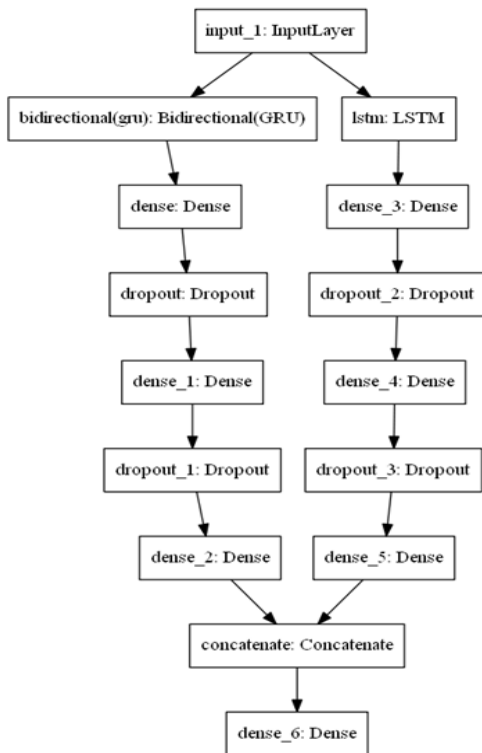 input_1: InputLayer
bidirectional(gru): Bidirectional(GRU)
lstm: LSTM
dense: Dense
dense_3: Dense
dropout: Dropout
dropout_2: Dropout
dense_1: Dense
dense_4: Dense
dropout_1: Dropout
dropout_3: Dropout
dense_2: Dense
dense_5: Dense
concatenate: Concatenate
dense_6: Dense